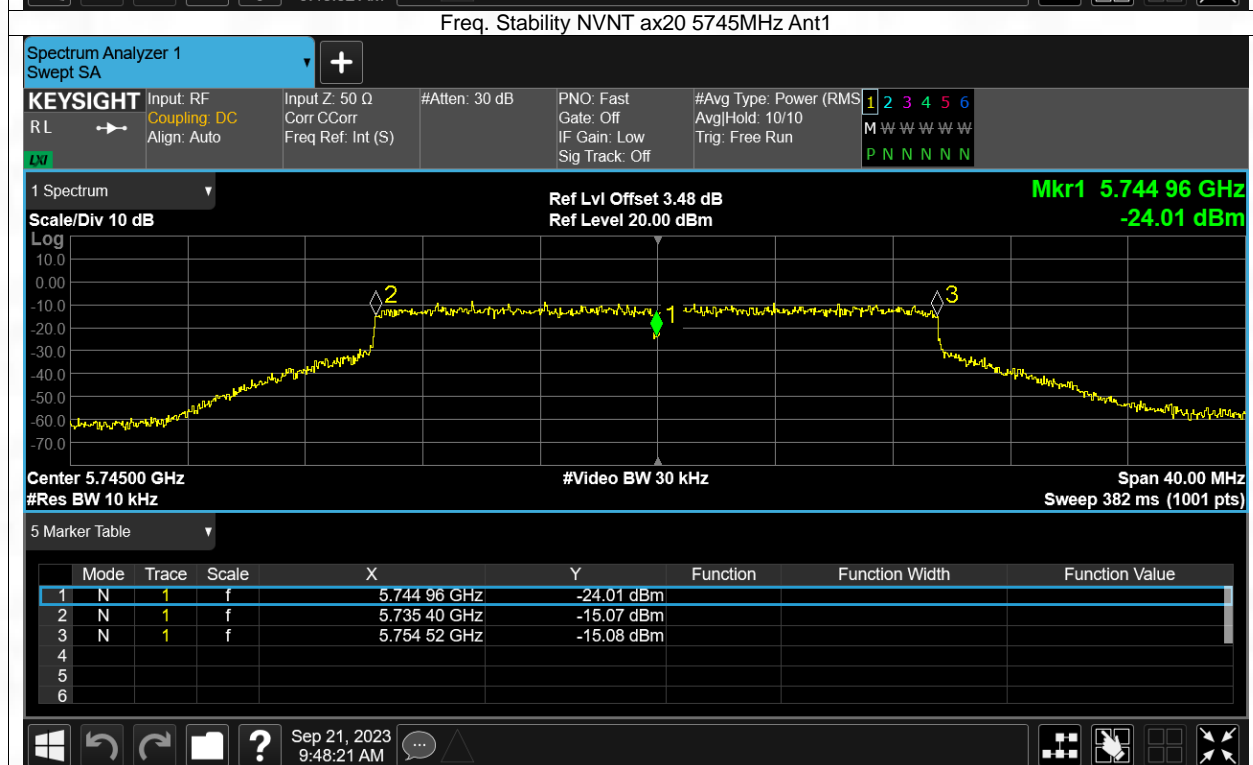 Freq. Stability NVNT ax20 5745MHz Ant1
Spectrum Analyzer 1
Swept SA
+
KEYSIGHT Input: RF Input Z: 50 Ω #Atten: 30 dB PNO: Fast #Avg Type: Power (RMS 1 2 3 4 5 6
RL Coupling: DC Corr CCorr Gate: Off Avg|Hold: 10/10 M W W W W W
Align: Auto Freq Ref: Int (S) IF Gain: Low Trig: Free Run
LXI Sig Track: Off P N N N N N
1 Spectrum Ref Lvl Offset 3.48 dB Mkr1 5.744 96 GHz
Scale/Div 10 dB Ref Level 20.00 dBm -24.01 dBm
Log
10.0
0.00
2 3
-10.0
1
-20.0
-30.0
-40.0
-50.0
-60.0
-70.0
Center 5.74500 GHz #Video BW 30 kHz Span 40.00 MHz
#Res BW 10 kHz Sweep 382 ms (1001 pts)
5 Marker Table
Mode Trace Scale X Y Function Function Width Function Value
1 N 1 f 5.744 96 GHz -24.01 dBm
2 N 1 f 5.735 40 GHz -15.07 dBm
3 N 1 f 5.754 52 GHz -15.08 dBm
4
5
6
? Sep 21, 2023
9:48:21 AM